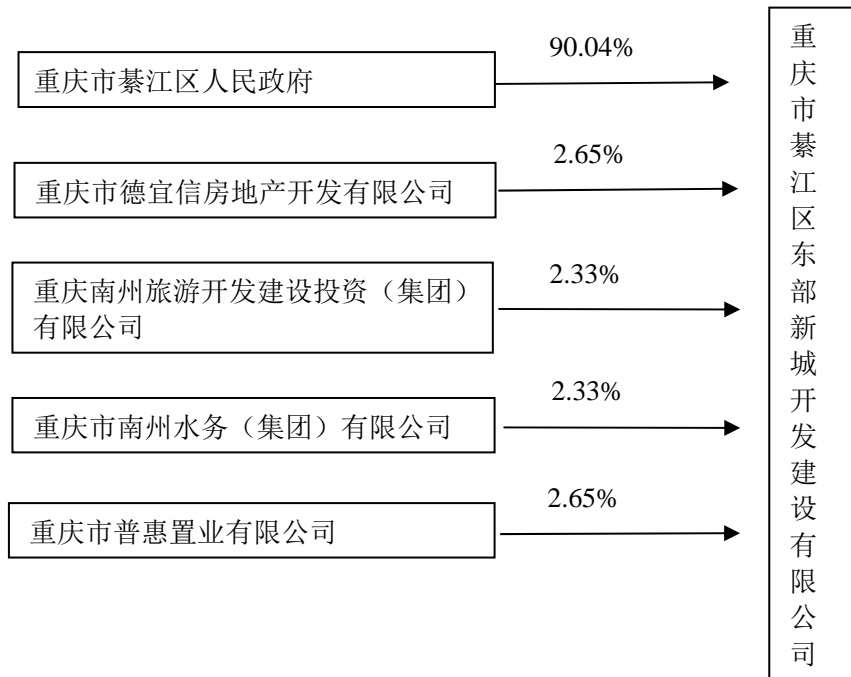 90.04%
重庆市綦江区人民政府
2.65%
重庆市德宜信房地产开发有限公司
2.33%
重庆南州旅游开发建设投资（集团）
有限公司
2.33%
重庆市南州水务（集团）有限公司
2.65%
重庆市普惠置业有限公司
重庆市綦江区东部新城开发建设有限公司